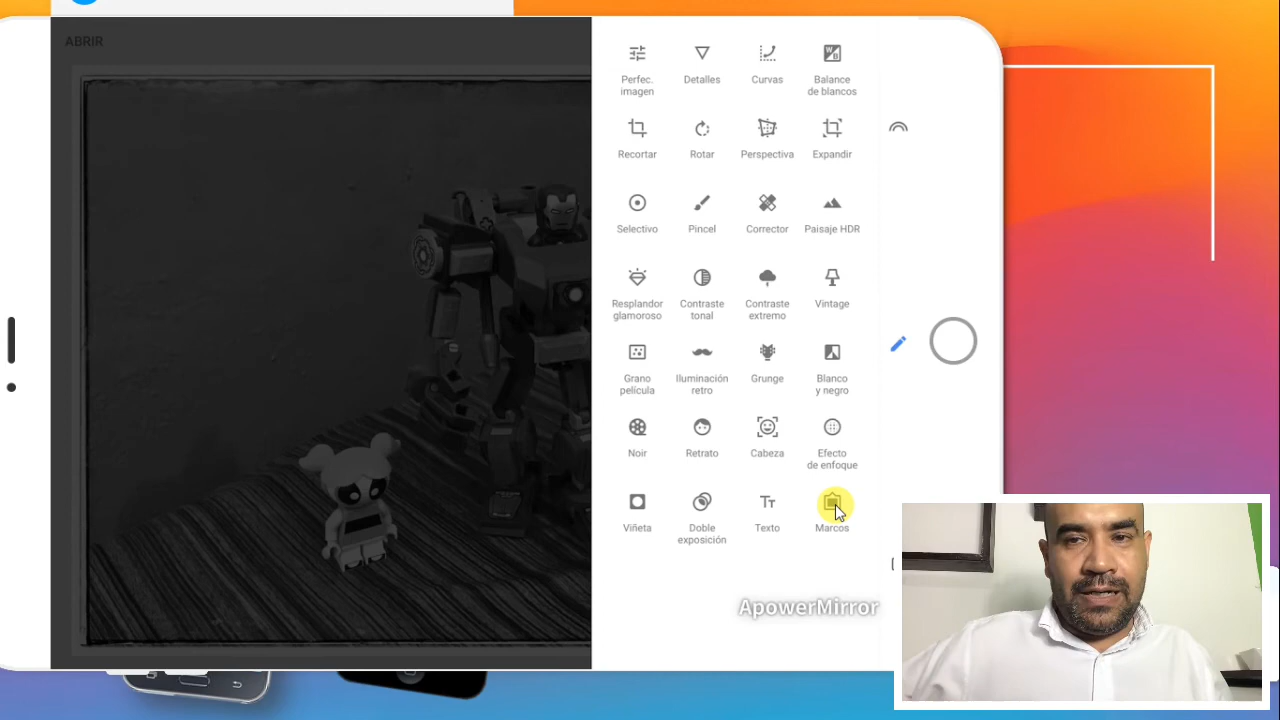 ABRIR
Perfec.
imagen
Detalles
Curvas
Balance
de blancos
Recortar
Rotar
Perspectiva
Expandir
Selectivo
Pincel
Corrector
Paisaje HDR
Resplandor
glamoroso
Contraste
tonal
Contraste
extremo
Vintage
Grano
película
Iluminación
retro
Grunge
Blanco
y negro
Noir
Retrato
Cabeza
Efecto
de enfoque
Viñeta
Doble
exposición
Texto
Marcos
ApowerMirror